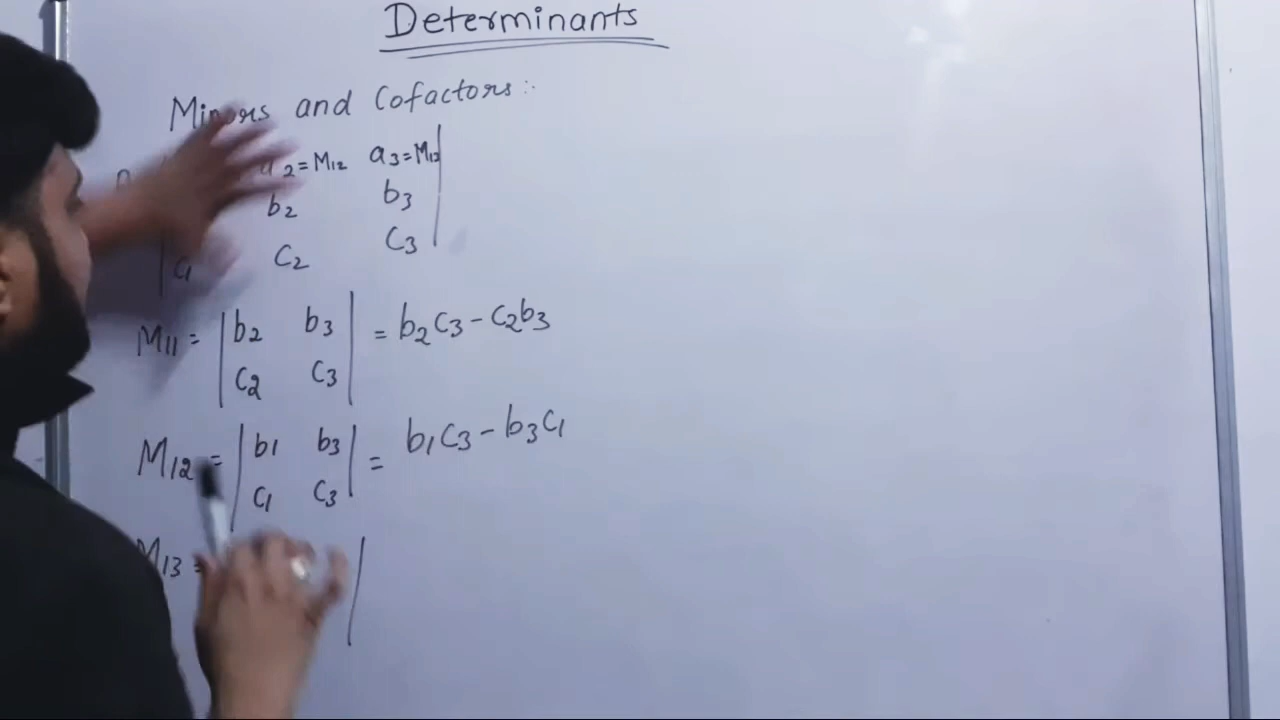 Determinants
Minors and Cofactors :-
a2=M12 a3=M13
b2 b3
c1 c2 c3
M11 = | b2 b3 | = b2c3 - c2b3
c2 c3
M12 = | b1 b3 | = b1c3 - b3c1
c1 c3
M13 = |